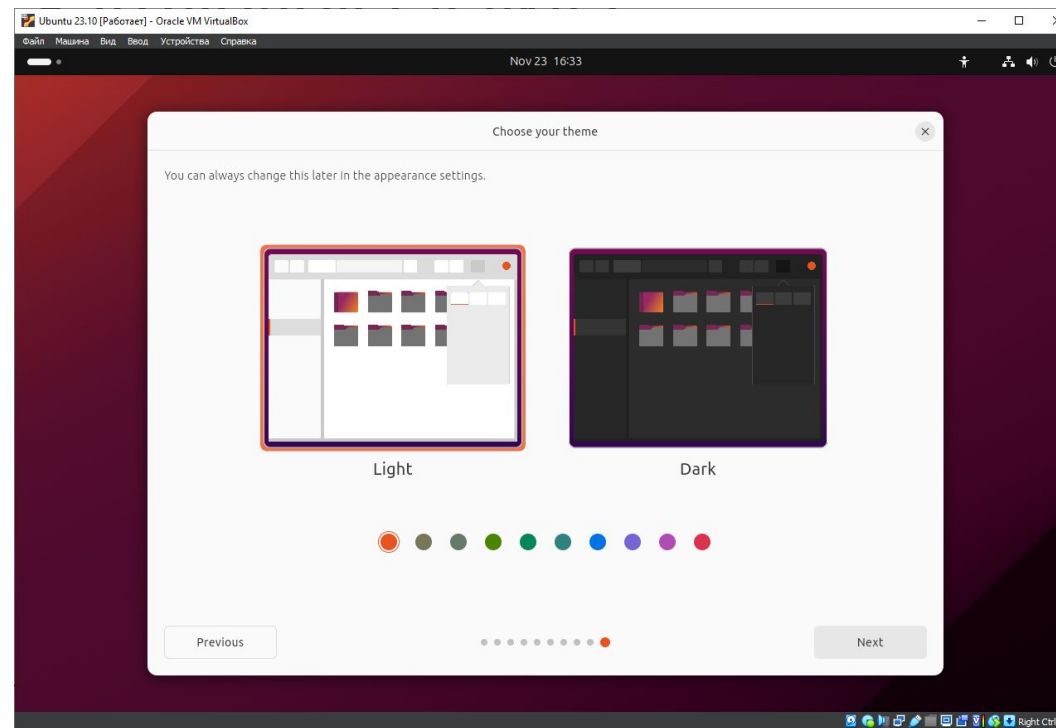 Ubuntu 23.10 [Работает] - Oracle VM VirtualBox
Файл Машина Вид Ввод Устройства Справка
Nov 23 16:33
Choose your theme
You can always change this later in the appearance settings.
Light Dark
Previous Next
Right Ctrl